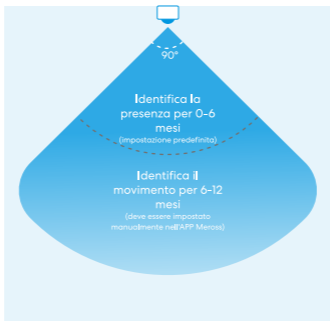 90°
Identifica la
presenza per 0-6
mesi
(impostazione predefinita)
Identifica il
movimento per 6-12
mesi
(deve essere impostato
manualmente nell'APP Meross)